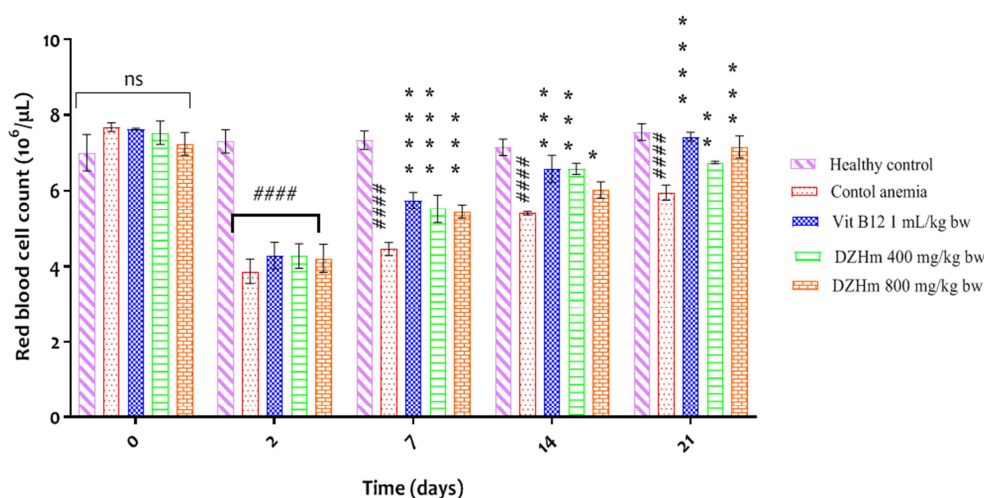 10
8
6
4
2
0
Red blood cell count (10⁶/μL)
ns
####
####
* * * *
* * * *
* * *
####
* * *
* * *
*
####
* * * *
* *
* * *
0
2
7
14
21
Time (days)
Healthy control
Contol anemia
Vit B12 1 mL/kg bw
DZHm 400 mg/kg bw
DZHm 800 mg/kg bw